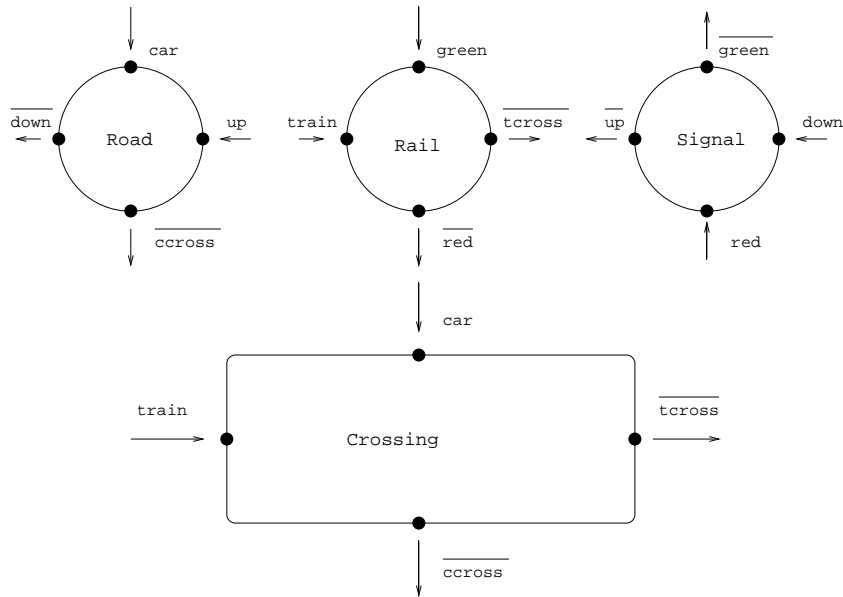 car
down
Road
up
ccross
green
train
Rail
tcross
red
green
up
Signal
down
red
car
train
Crossing
tcross
ccross